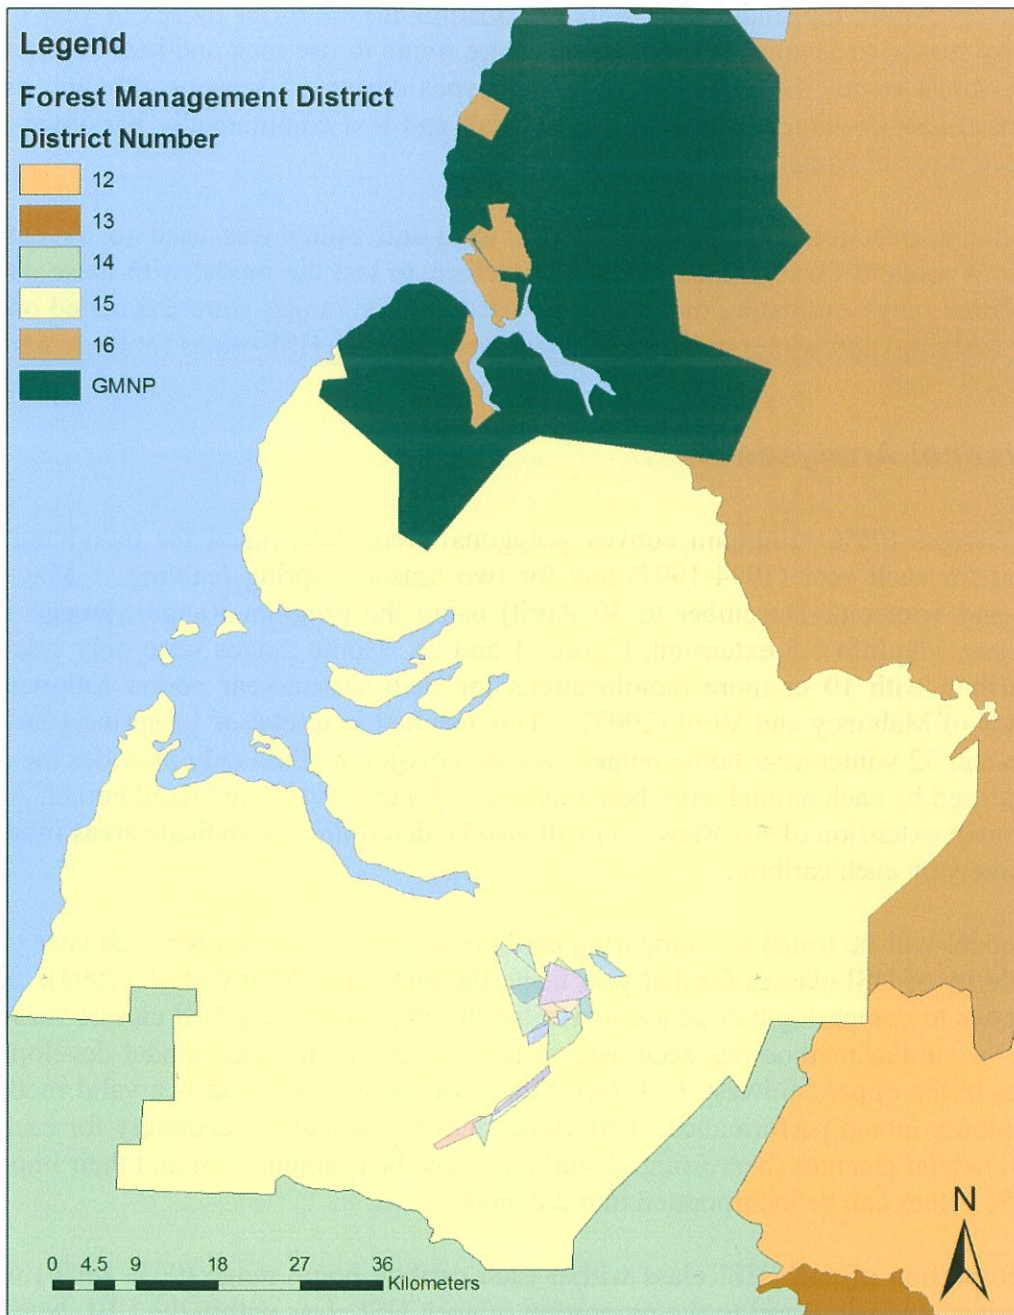 Legend
Forest Management District
District Number
12
13
14
15
16
GMNP
N
0 4.5 9 18 27 36
Kilometers